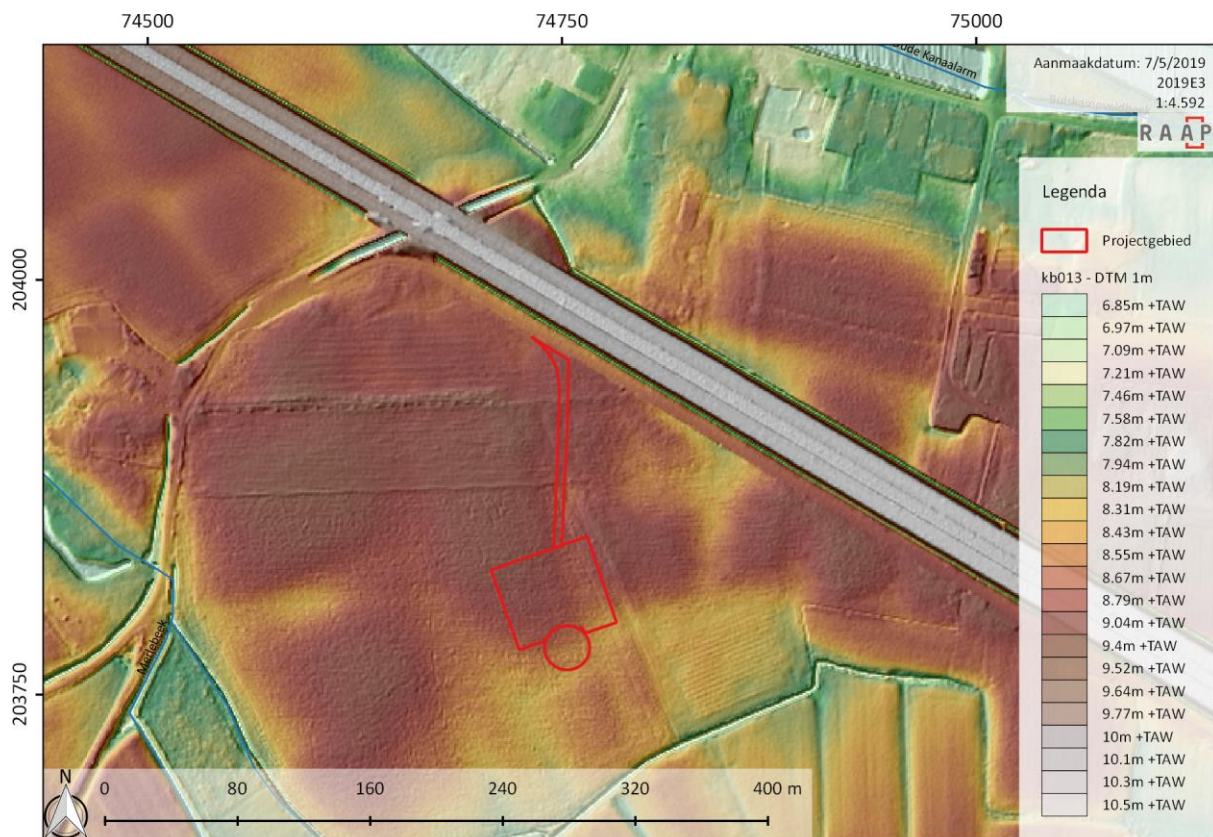 74500
74750
75000
Oude Kanaalarm
Aanmaakdatum: 7/5/2019
2019E3
1:4.592
RAAP
204000
203750
Legenda
Projectgebied
kb013 - DTM 1m
6.85m +TAW
6.97m +TAW
7.09m +TAW
7.21m +TAW
7.46m +TAW
7.58m +TAW
7.82m +TAW
7.94m +TAW
8.19m +TAW
8.31m +TAW
8.43m +TAW
8.55m +TAW
8.67m +TAW
8.79m +TAW
9.04m +TAW
9.4m +TAW
9.52m +TAW
9.64m +TAW
9.77m +TAW
10m +TAW
10.1m +TAW
10.3m +TAW
10.5m +TAW
N
0 80 160 240 320 400 m